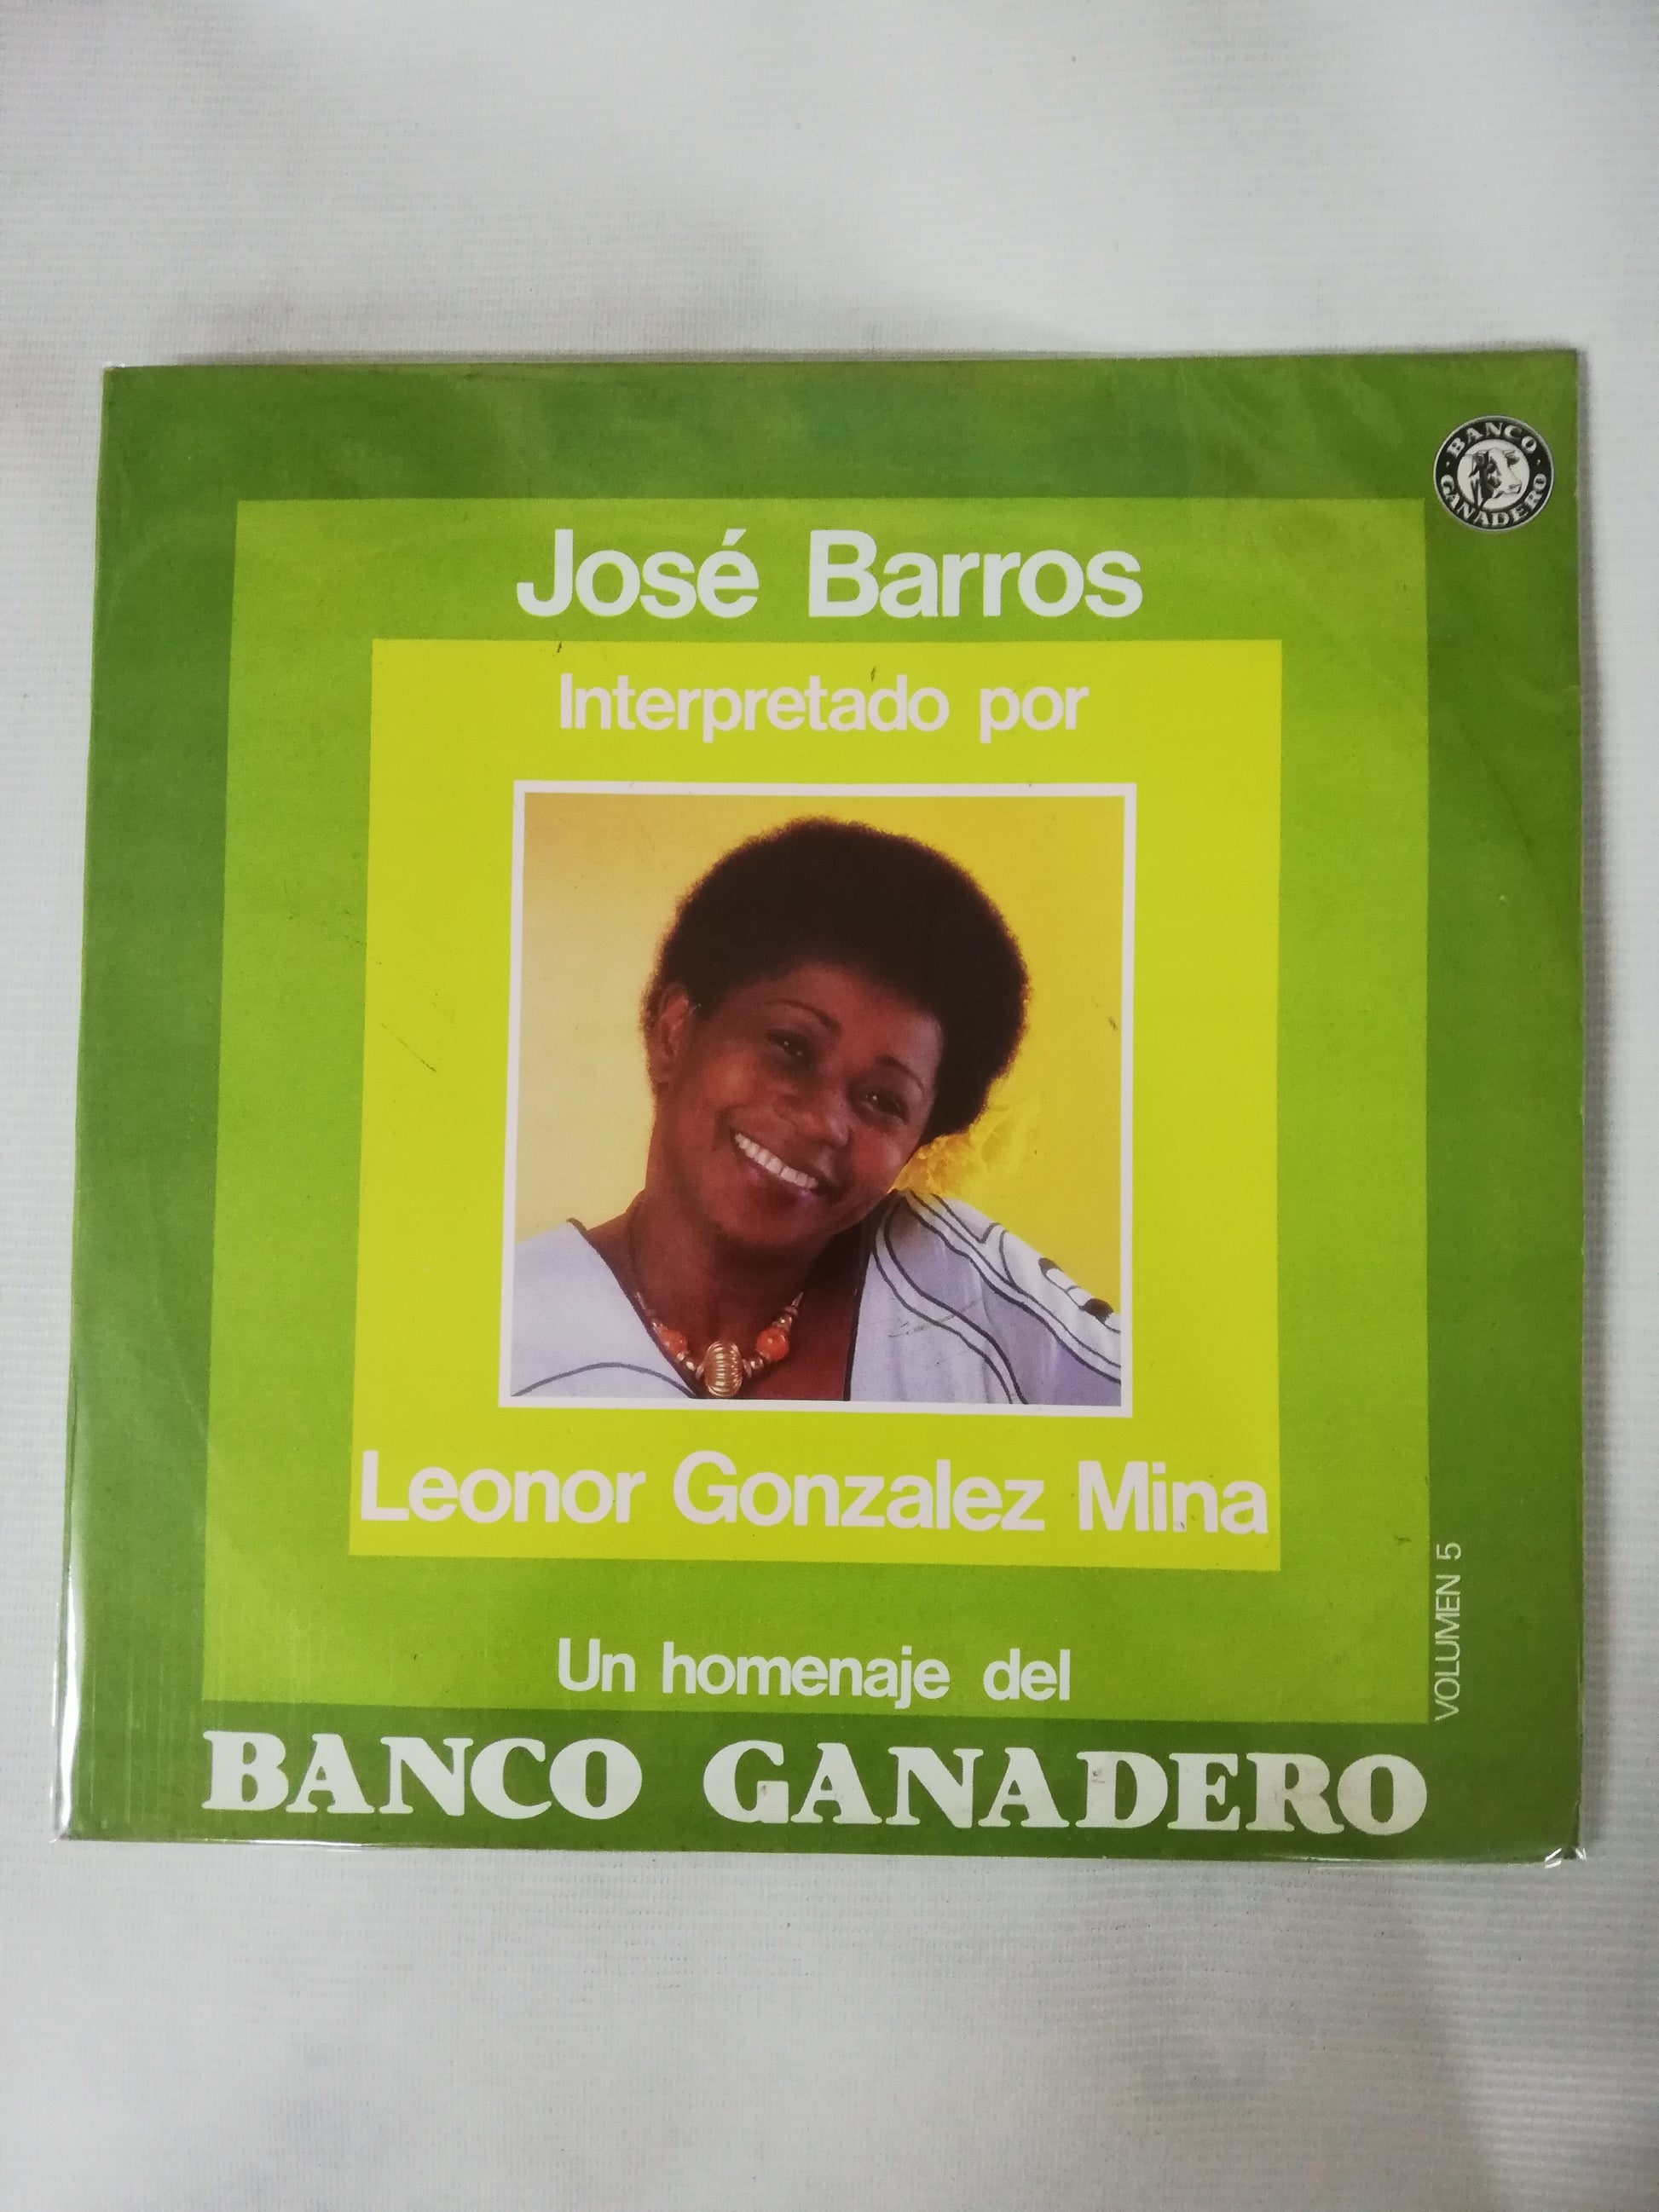 BANCO
GANADERO
José Barros
Interpretado por
Leonor Gonzalez Mina
VOLUMEN 5
Un homenaje del
BANCO GANADERO